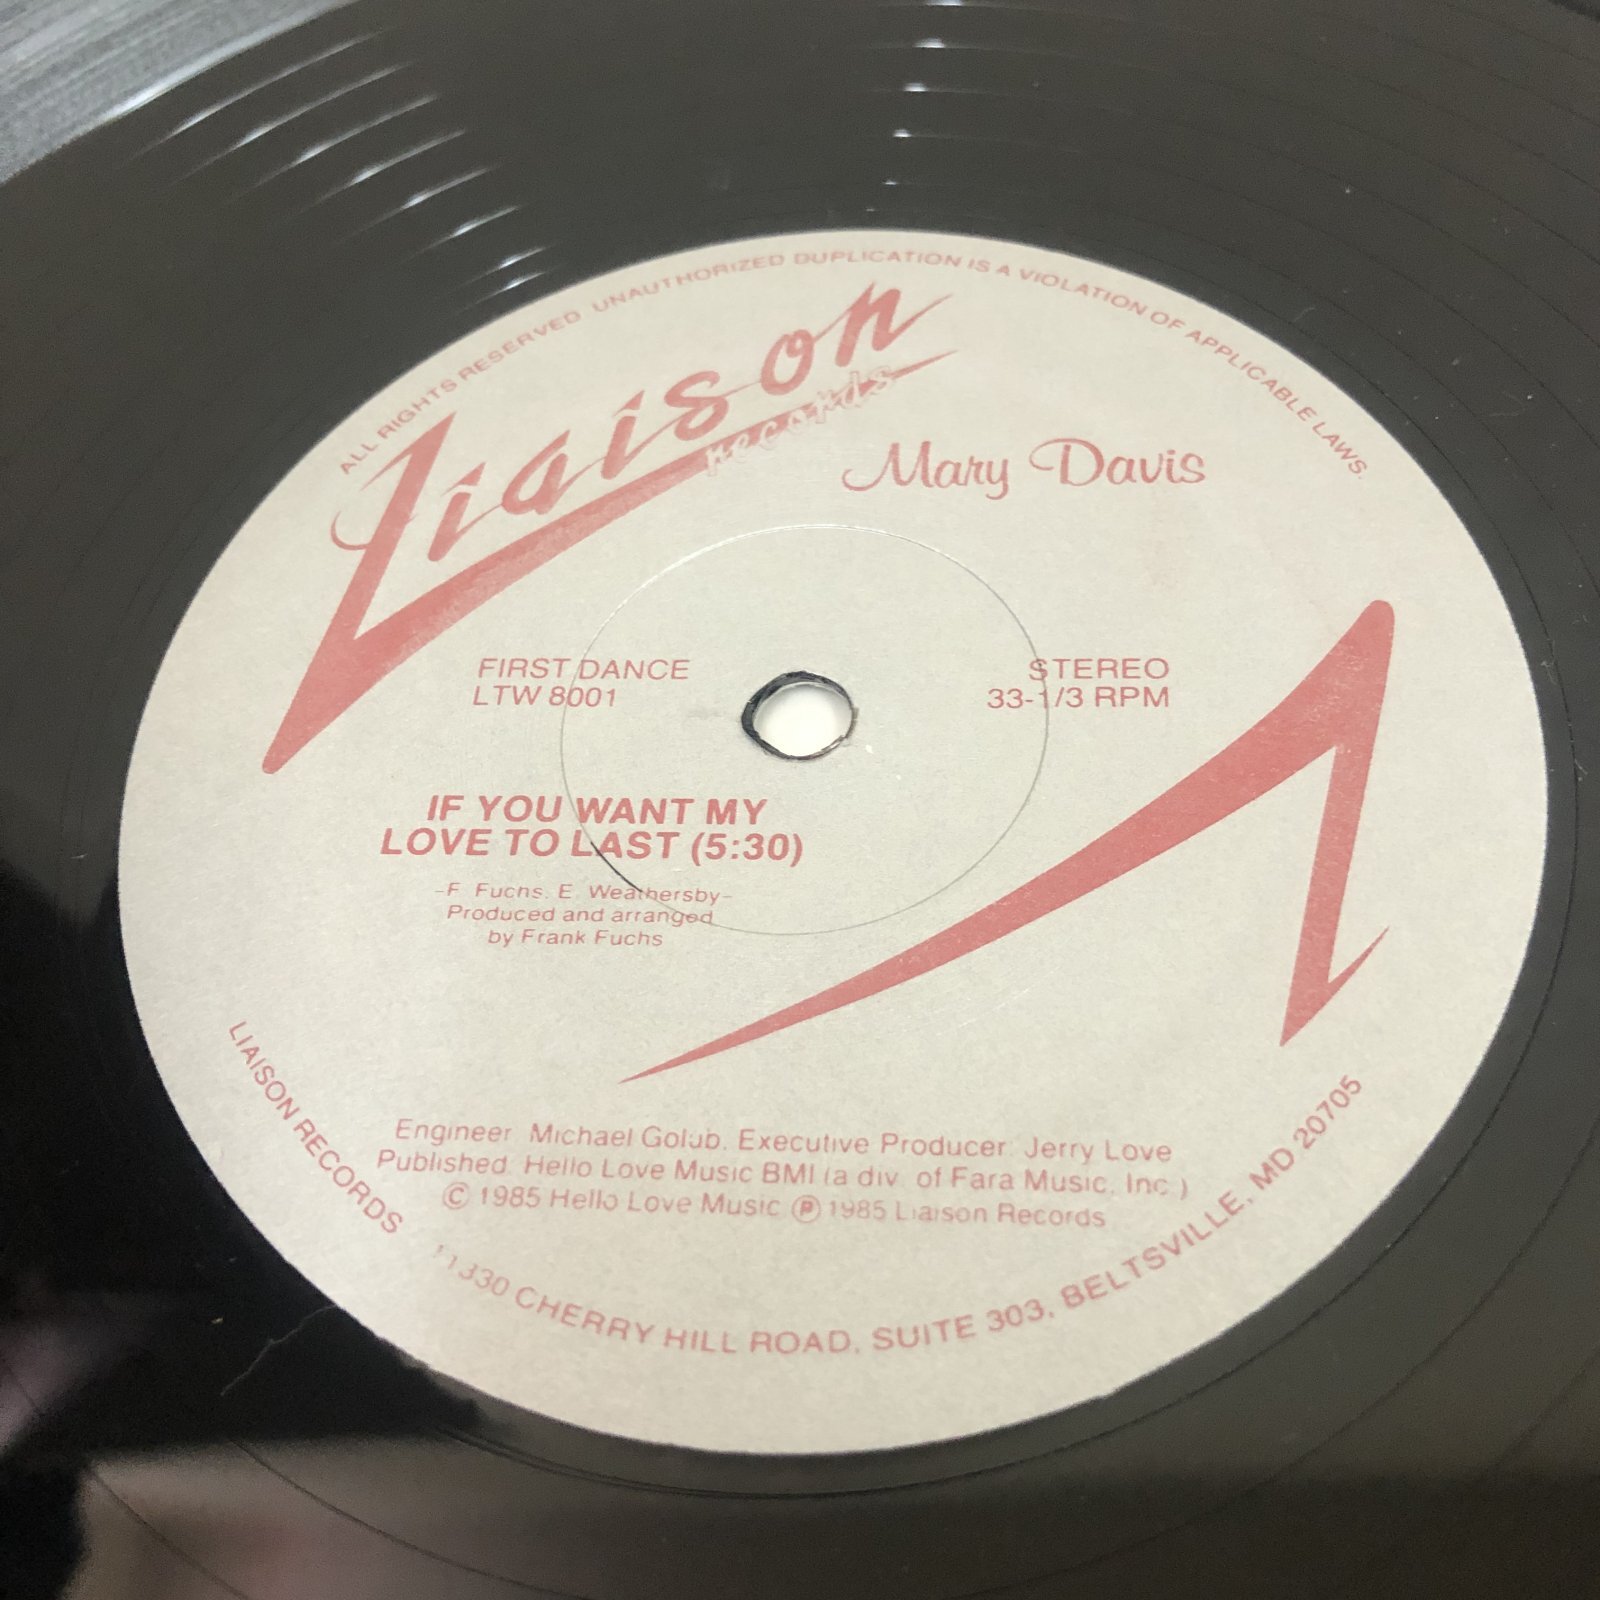 ALL RIGHTS RESERVED UNAUTHORIZED DUPLICATION IS A VIOLATION OF APPLICABLE LAWS.
Liaison
records
Mary Davis
FIRST DANCE
LTW 8001
STEREO
33-1/3 RPM
IF YOU WANT MY
LOVE TO LAST (5:30)
-F. Fuchs, E. Weathersby-
Produced and arranged
by Frank Fuchs
Engineer: Michael Golub, Executive Producer: Jerry Love
Published: Hello Love Music BMI (a div. of Fara Music, Inc.)
© 1985 Hello Love Music ℗ 1985 Liaison Records
LIAISON RECORDS 11330 CHERRY HILL ROAD, SUITE 303, BELTSVILLE, MD 20705